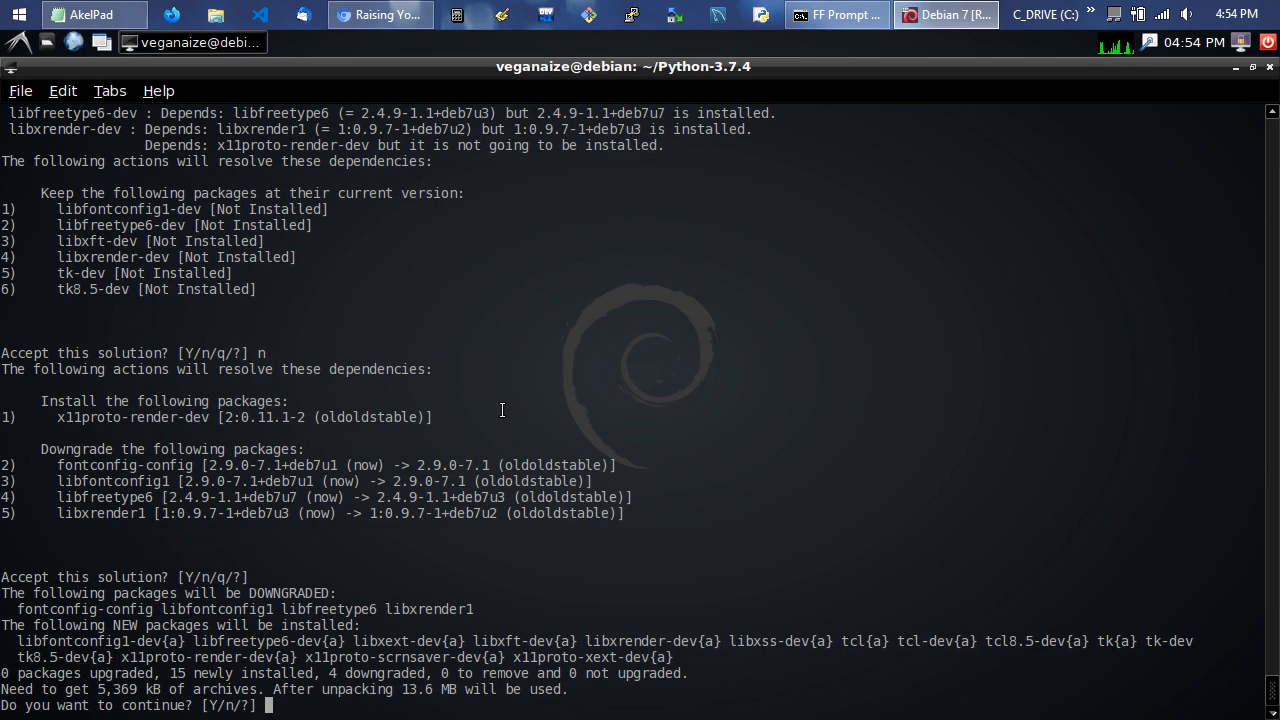 AkelPad
Raising Yo...
FF Prompt ...
Debian 7 [R...
C_DRIVE (C:)
4:54 PM
veganaize@debi...
04:54 PM
veganaize@debian: ~/Python-3.7.4
File Edit Tabs Help
libfreetype6-dev : Depends: libfreetype6 (= 2.4.9-1.1+deb7u3) but 2.4.9-1.1+deb7u7 is installed.
libxrender-dev : Depends: libxrender1 (= 1:0.9.7-1+deb7u2) but 1:0.9.7-1+deb7u3 is installed.
Depends: x11proto-render-dev but it is not going to be installed.
The following actions will resolve these dependencies:
Keep the following packages at their current version:
1) libfontconfig1-dev [Not Installed]
2) libfreetype6-dev [Not Installed]
3) libxft-dev [Not Installed]
4) libxrender-dev [Not Installed]
5) tk-dev [Not Installed]
6) tk8.5-dev [Not Installed]
Accept this solution? [Y/n/q/?] n
The following actions will resolve these dependencies:
Install the following packages:
1) x11proto-render-dev [2:0.11.1-2 (oldoldstable)]
Downgrade the following packages:
2) fontconfig-config [2.9.0-7.1+deb7u1 (now) -> 2.9.0-7.1 (oldoldstable)]
3) libfontconfig1 [2.9.0-7.1+deb7u1 (now) -> 2.9.0-7.1 (oldoldstable)]
4) libfreetype6 [2.4.9-1.1+deb7u7 (now) -> 2.4.9-1.1+deb7u3 (oldoldstable)]
5) libxrender1 [1:0.9.7-1+deb7u3 (now) -> 1:0.9.7-1+deb7u2 (oldoldstable)]
Accept this solution? [Y/n/q/?]
The following packages will be DOWNGRADED:
fontconfig-config libfontconfig1 libfreetype6 libxrender1
The following NEW packages will be installed:
libfontconfig1-dev{a} libfreetype6-dev{a} libxext-dev{a} libxft-dev{a} libxrender-dev{a} libxss-dev{a} tcl{a} tcl-dev{a} tcl8.5-dev{a} tk{a} tk-dev
tk8.5-dev{a} x11proto-render-dev{a} x11proto-scrnsaver-dev{a} x11proto-xext-dev{a}
0 packages upgraded, 15 newly installed, 4 downgraded, 0 to remove and 0 not upgraded.
Need to get 5,369 kB of archives. After unpacking 13.6 MB will be used.
Do you want to continue? [Y/n/?]